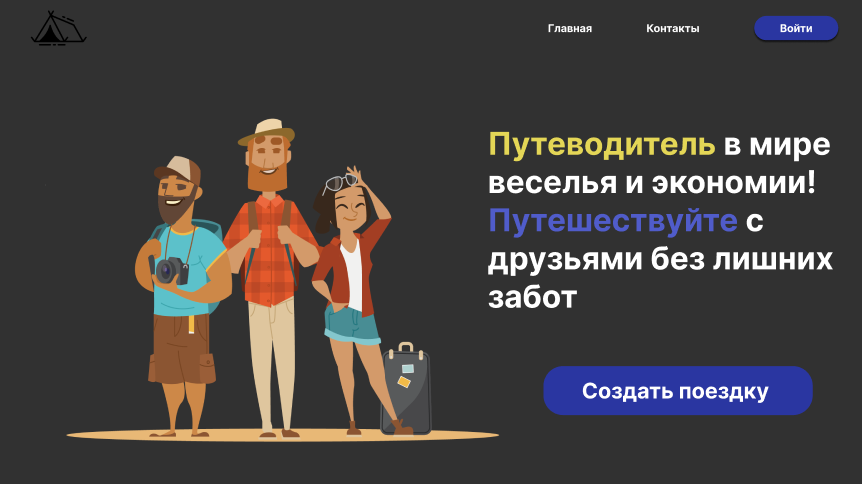 Главная
Контакты
Войти
Путеводитель в мире
веселья и экономии!
Путешествуйте с
друзьями без лишних
забот
Создать поездку